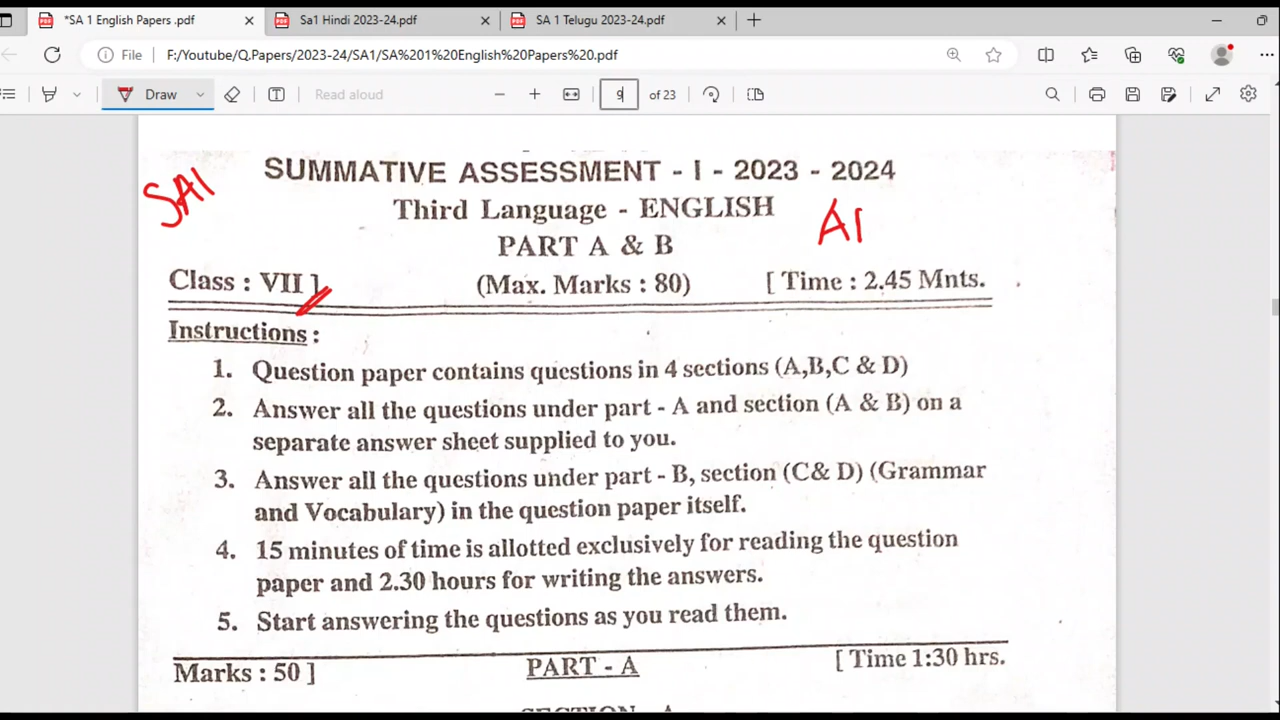 *SA 1 English Papers .pdf
Sa1 Hindi 2023-24.pdf
SA 1 Telugu 2023-24.pdf
File
F:/Youtube/Q.Papers/2023-24/SA1/SA%201%20English%20Papers%20.pdf
Draw
Read aloud
9 of 23
SUMMATIVE ASSESSMENT - I - 2023 - 2024
SA1
Third Language - ENGLISH
PART A & B
Class : VII ]
(Max. Marks : 80)
[ Time : 2.45 Mnts.
Instructions :
1. Question paper contains questions in 4 sections (A,B,C & D)
2. Answer all the questions under part - A and section (A & B) on a
separate answer sheet supplied to you.
3. Answer all the questions under part - B, section (C& D) (Grammar
and Vocabulary) in the question paper itself.
4. 15 minutes of time is allotted exclusively for reading the question
paper and 2.30 hours for writing the answers.
5. Start answering the questions as you read them.
Marks : 50 ]
PART - A
[ Time 1:30 hrs.